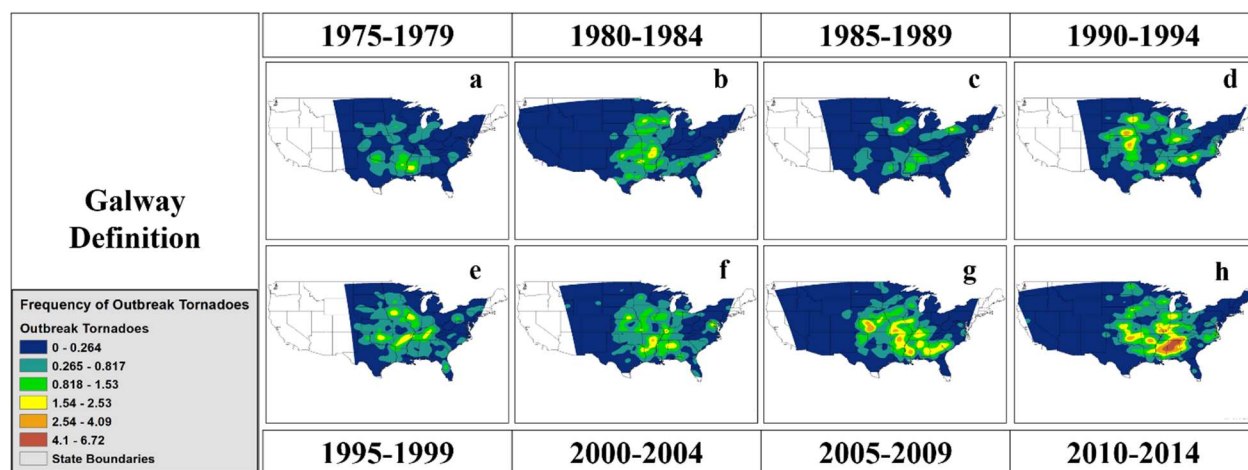 1975-1979
1980-1984
1985-1989
1990-1994
Galway
Definition
a
b
c
d
e
f
g
h
Frequency of Outbreak Tornadoes
Outbreak Tornadoes
0 - 0.264
0.265 - 0.817
0.818 - 1.53
1.54 - 2.53
2.54 - 4.09
4.1 - 6.72
State Boundaries
1995-1999
2000-2004
2005-2009
2010-2014